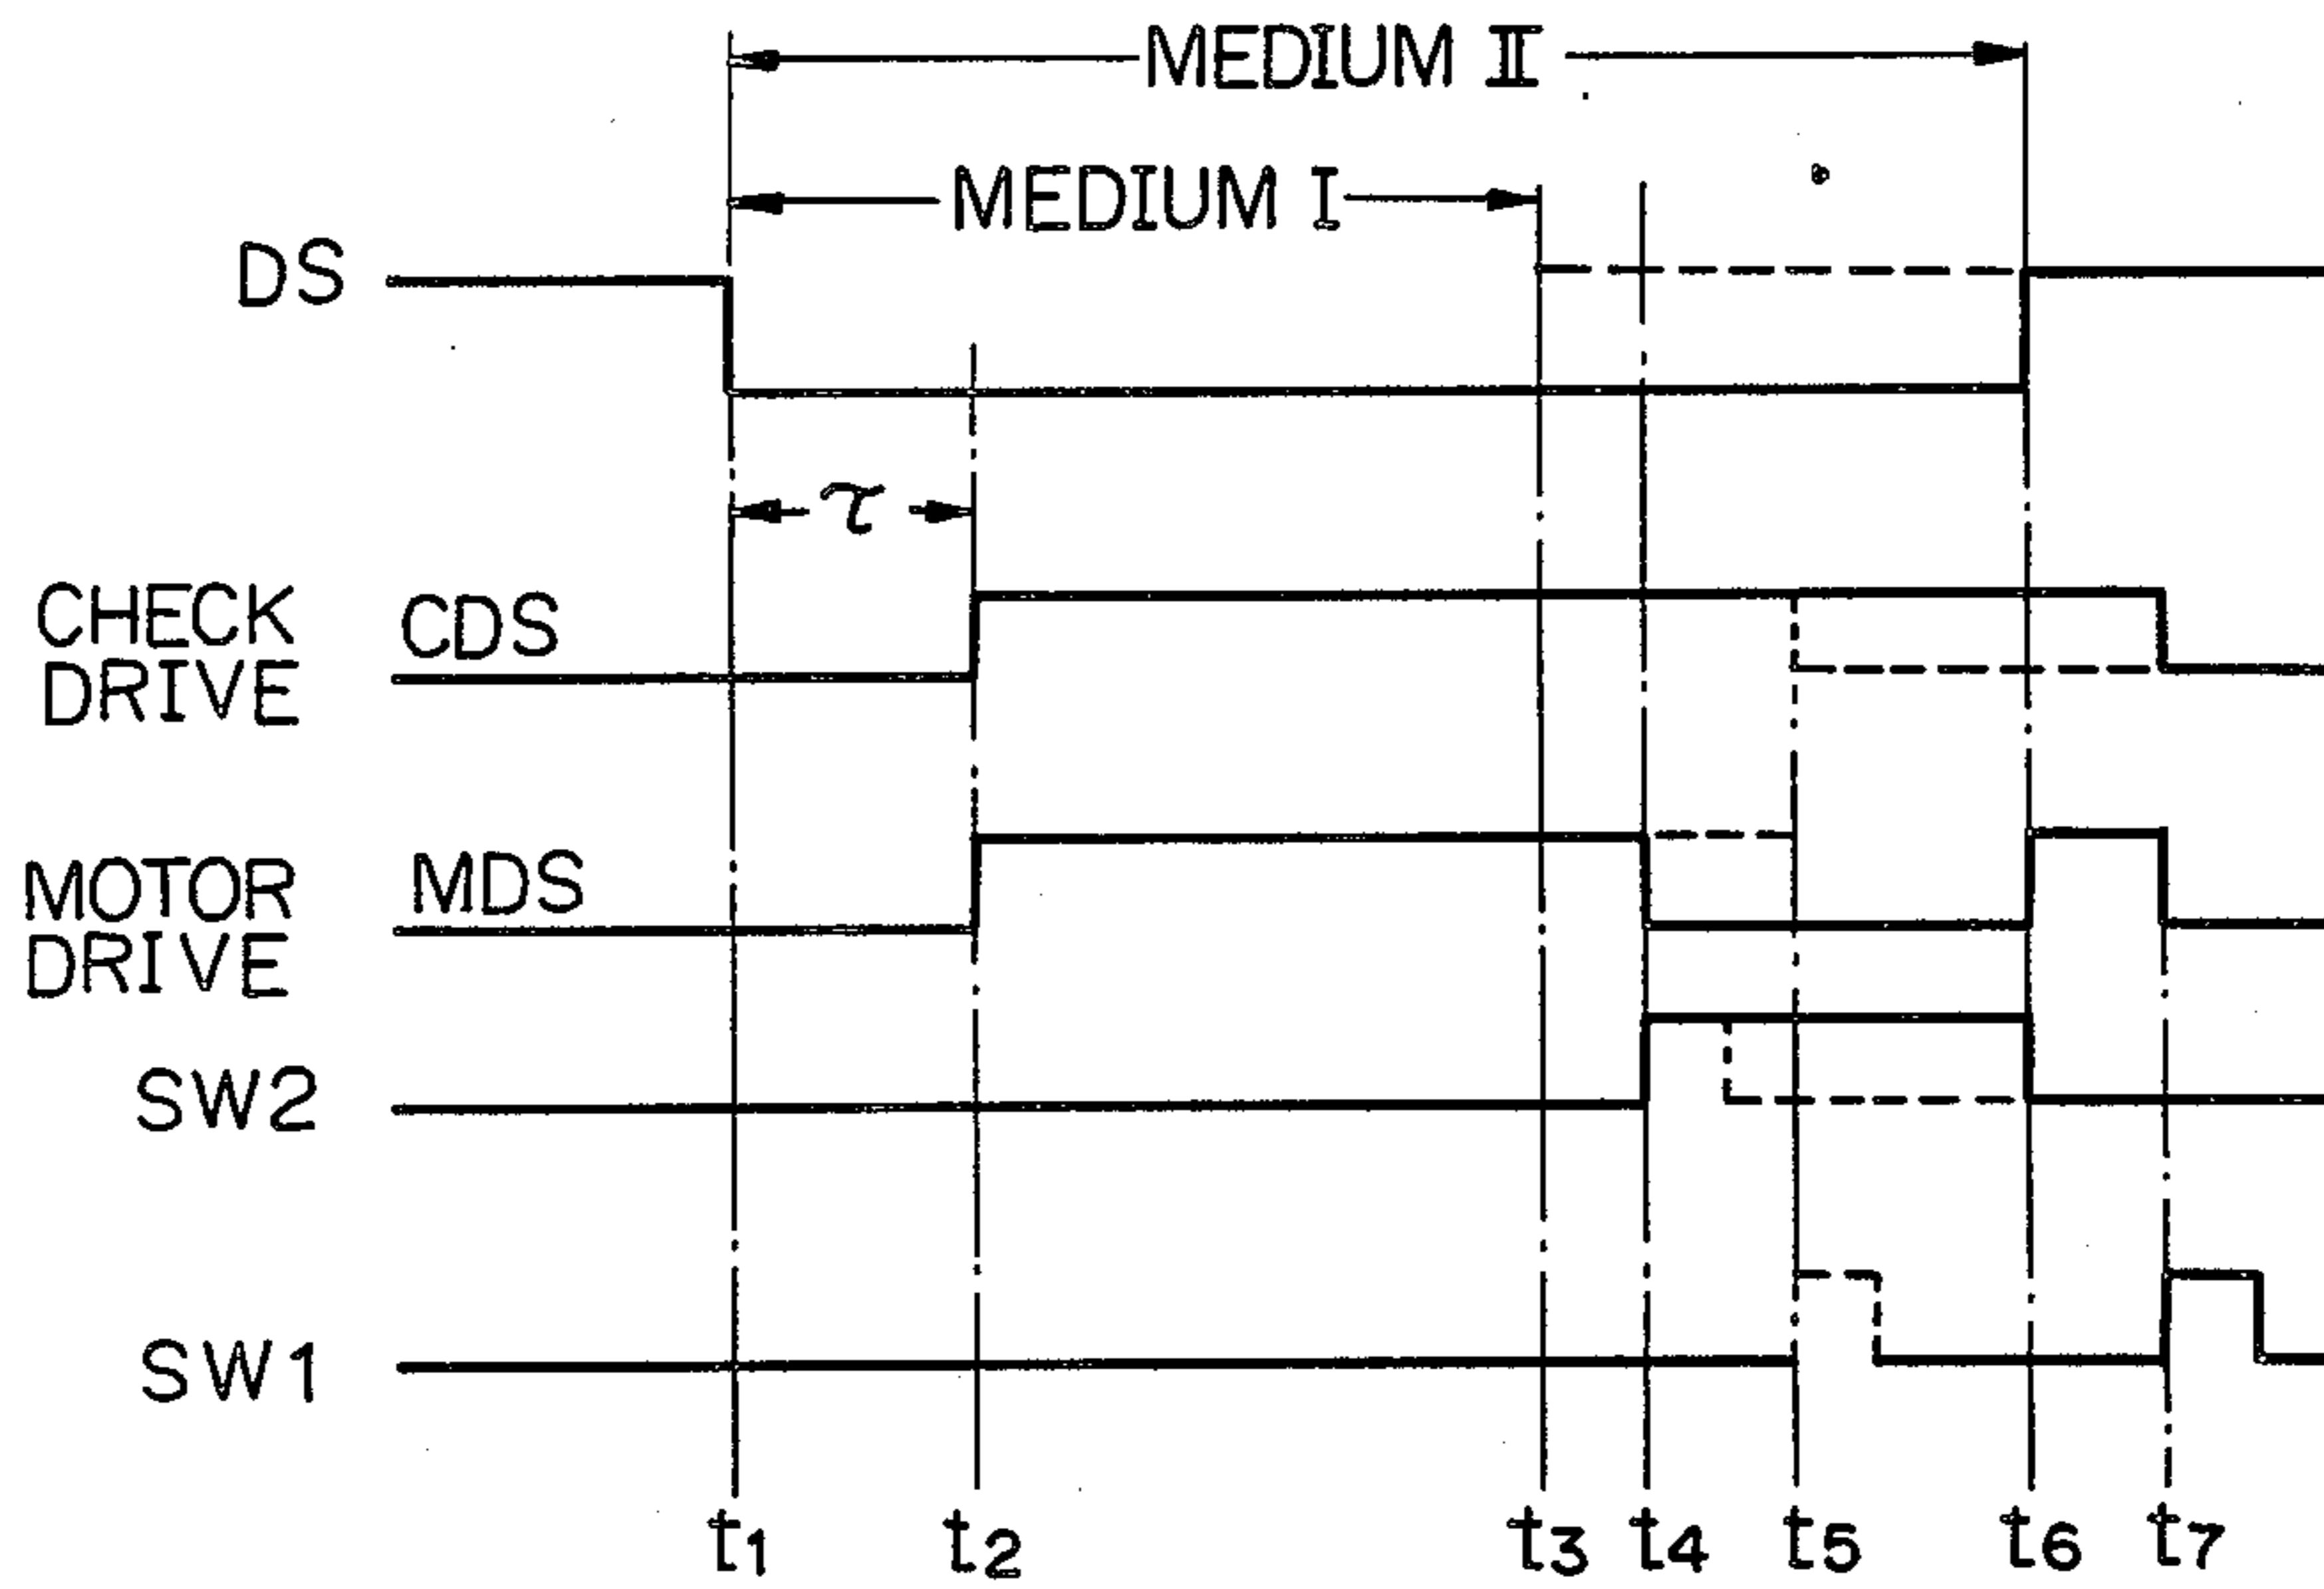 MEDIUM II
MEDIUM I
DS
τ
CHECK
DRIVE
CDS
MOTOR
DRIVE
MDS
SW2
SW1
t1 t2 t3 t4 t5 t6 t7